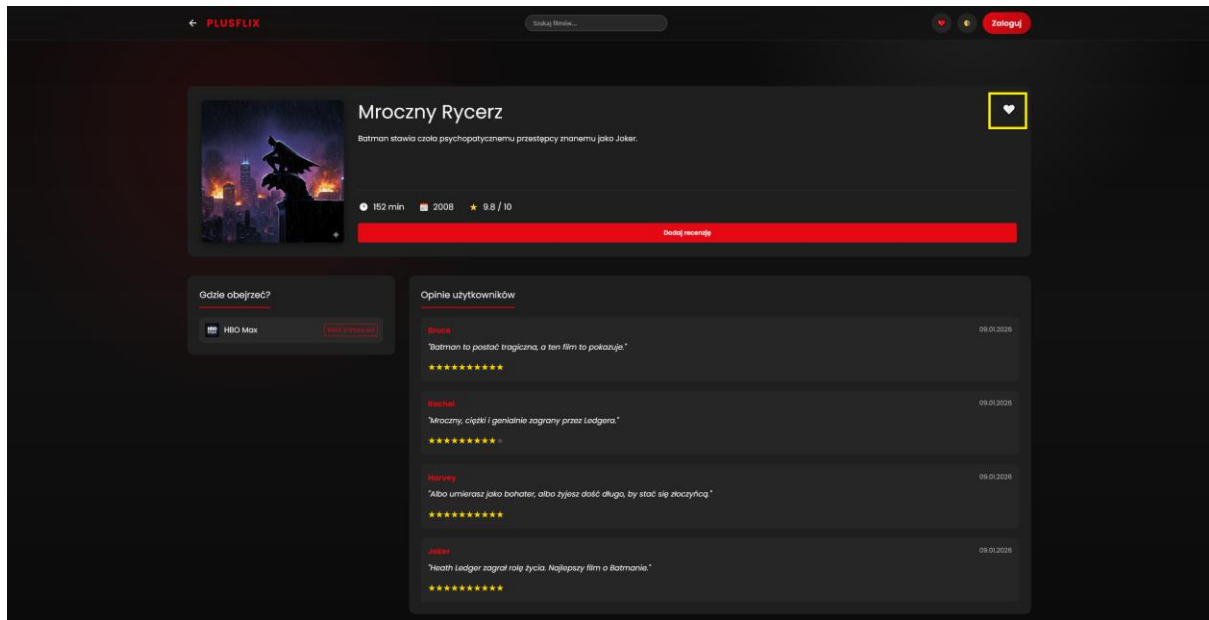 ← PLUSFLIX
Szukaj filmów...
Zaloguj
Mroczny Rycerz
Batman stawia czoła psychopatycznemu przestępcy znanemu jako Joker.
152 min 2008 ★ 9.8 / 10
Dodaj recenzję
Gdzie obejrzeć?
HBO Max
Opinie użytkowników
Bruce 09.01.2026
"Batman to postać tragiczna, a ten film to pokazuje."
★★★★★★★★★★
Rachel 09.01.2026
"Mroczny, ciężki i genialnie zagrany przez Ledgera."
★★★★★★★★★★
Harvey 09.01.2026
"Albo umierasz jako bohater, albo żyjesz dość długo, by stać się złoczyńcą."
★★★★★★★★★★
Joker 09.01.2026
"Heath Ledger zagrał rolę życia. Najlepszy film o Batmanie."
★★★★★★★★★★